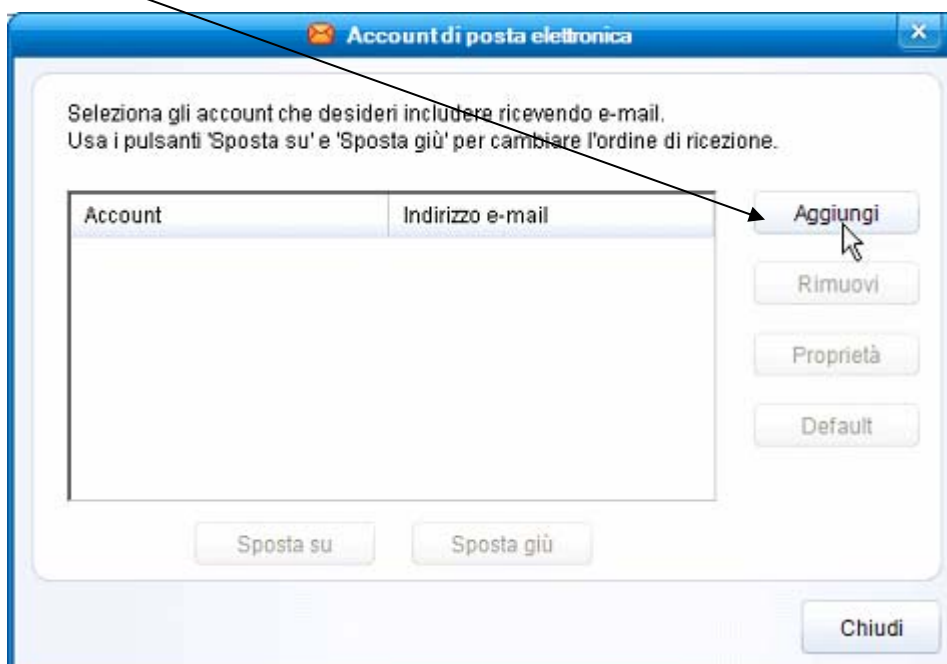 Account di posta elettronica
Seleziona gli account che desideri includere ricevendo e-mail.
Usa i pulsanti 'Sposta su' e 'Sposta giù' per cambiare l'ordine di ricezione.
Account Indirizzo e-mail
Aggiungi
Rimuovi
Proprietà
Default
Sposta su Sposta giù
Chiudi